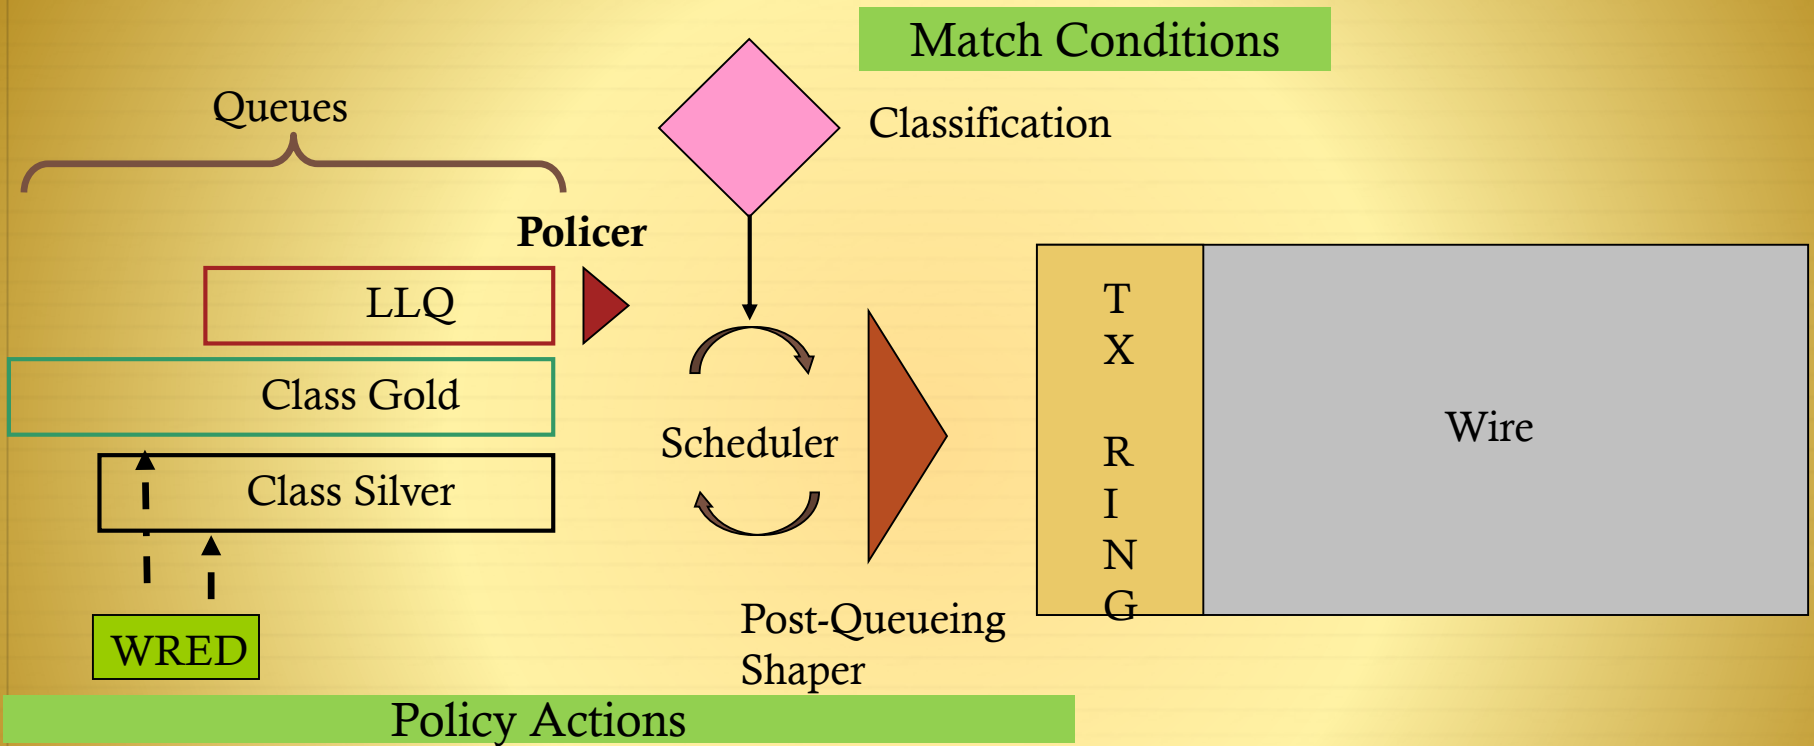 Match Conditions
Queues
Classification
Policer
LLQ
Class Gold
Class Silver
Scheduler
T
X
R
I
N
G
Wire
WRED
Post-Queueing
Shaper
Policy Actions